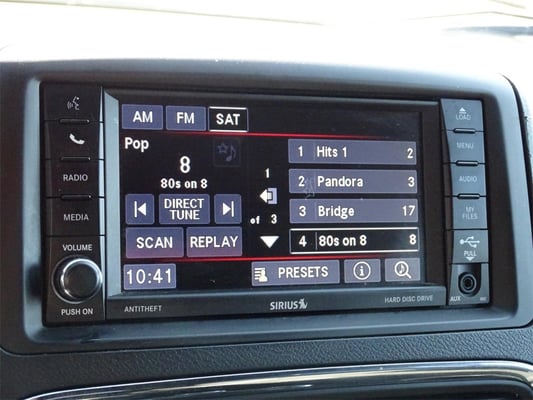 AM FM SAT
Pop
8
80s on 8
DIRECT TUNE
SCAN REPLAY
10:41
1 of 3
1 Hits 1 2
2 Pandora 3
3 Bridge 17
4 80s on 8 8
PRESETS
RADIO
MEDIA
VOLUME
PUSH ON
LOAD
MENU
AUDIO
MY FILES
PULL
AUX
ANTITHEFT
SIRIUS
HARD DISC DRIVE